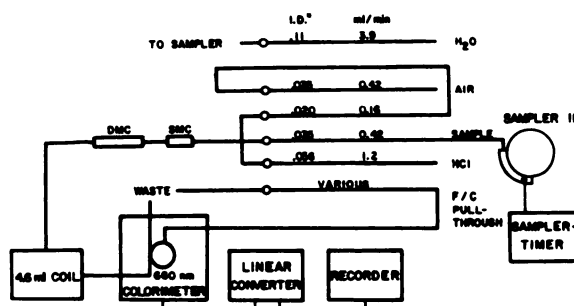 I.D." ml/min
TO SAMPLER .11 3.9 H₂O
.025 0.42 AIR
.020 0.16
SAMPLER II
DMC SMC .025 0.42 SAMPLE
.056 1.2 HCl
WASTE VARIOUS F/C
PULL-
THROUGH
SAMPLER-
TIMER
4.6 ml COIL
660 nm
COLORIMETER
LINEAR
CONVERTER
RECORDER